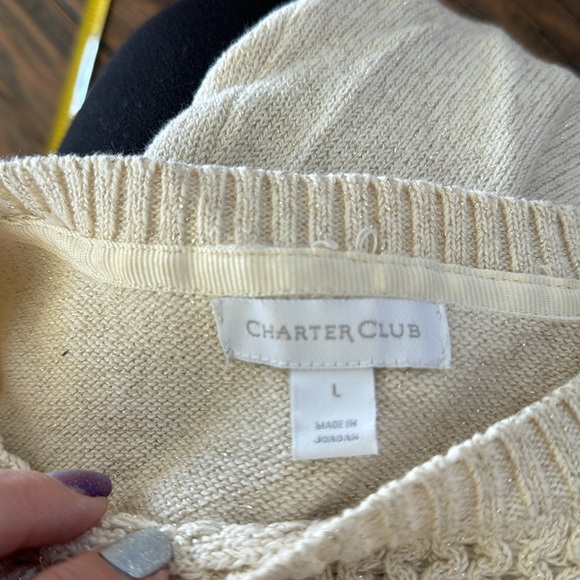 CHARTER CLUB
L
MADE IN
JORDAN